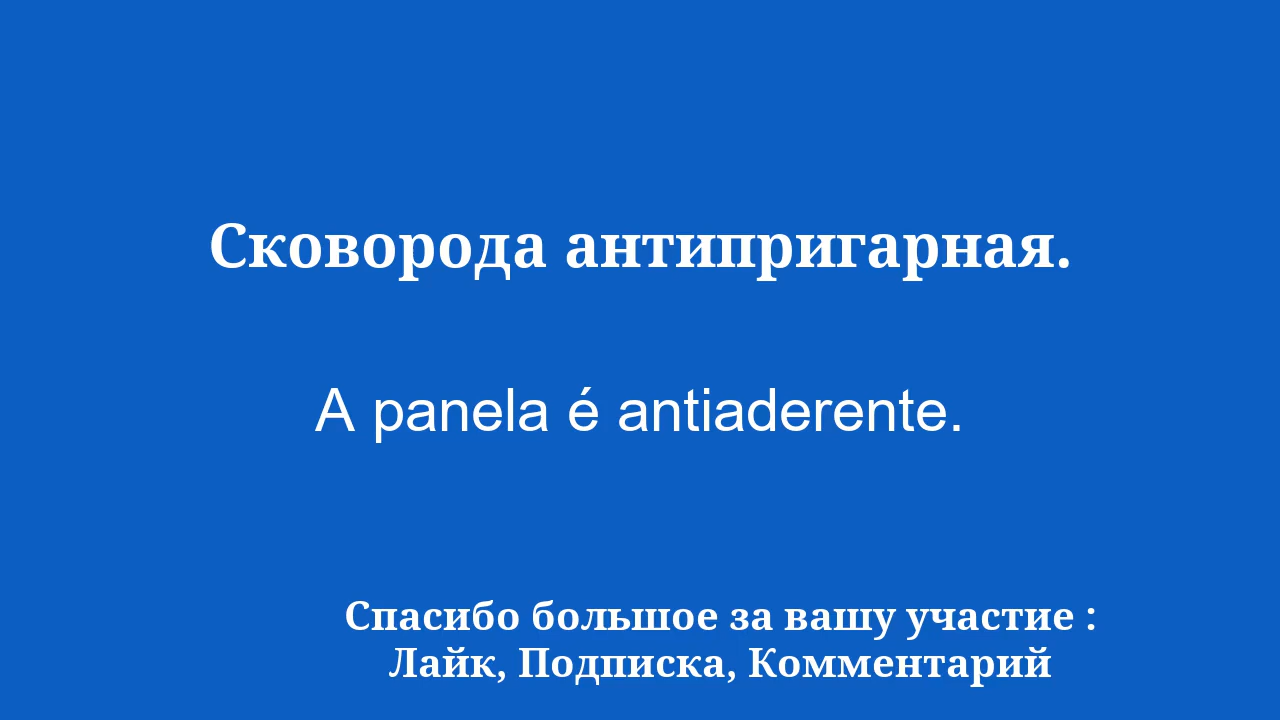 Сковорода антипригарная.
A panela é antiaderente.
Спасибо большое за вашу участие :
Лайк, Подписка, Комментарий